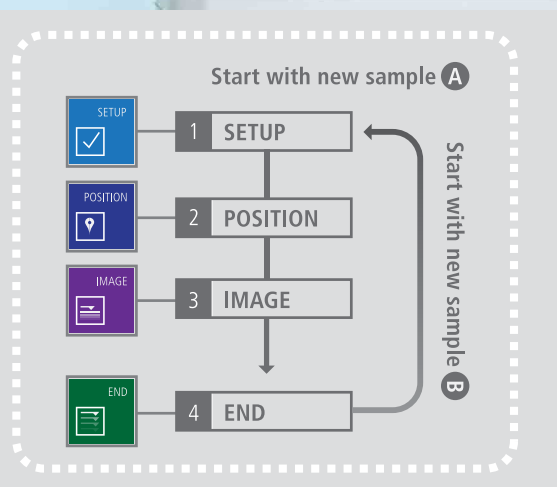 Start with new sample A
SETUP
1 SETUP
POSITION
2 POSITION
IMAGE
3 IMAGE
END
4 END
Start with new sample B